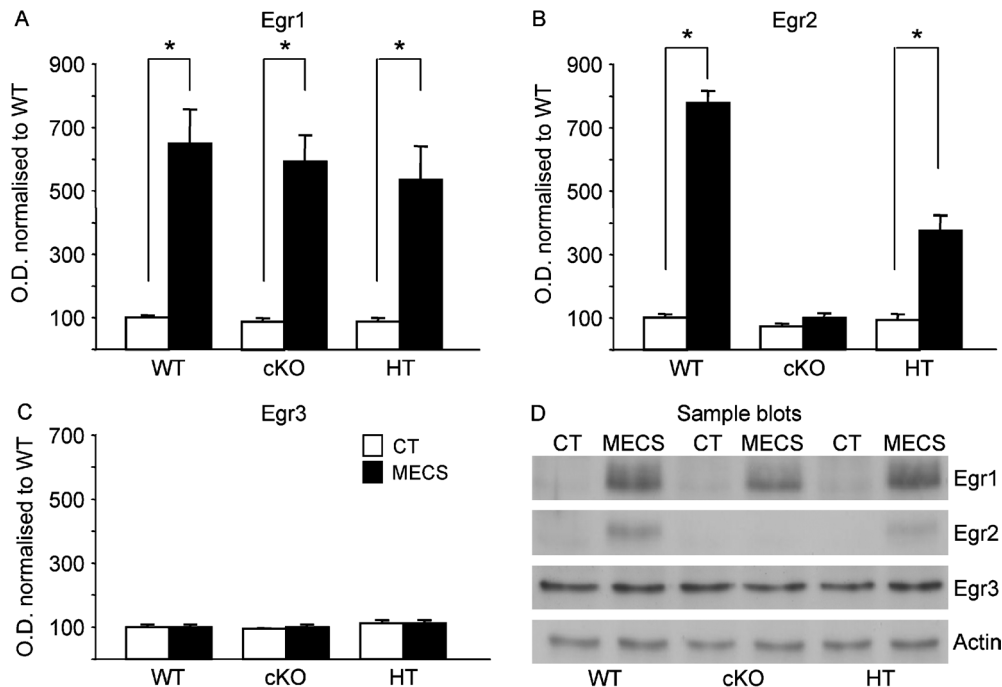 A
Egr1
*
*
*
O.D. normalised to WT
900
700
500
300
100
WT
cKO
HT
B
Egr2
*
*
O.D. normalised to WT
900
700
500
300
100
WT
cKO
HT
C
Egr3
O.D. normalised to WT
700
500
300
100
CT
MECS
WT
cKO
HT
D
Sample blots
CT MECS CT MECS CT MECS
Egr1
Egr2
Egr3
Actin
WT cKO HT